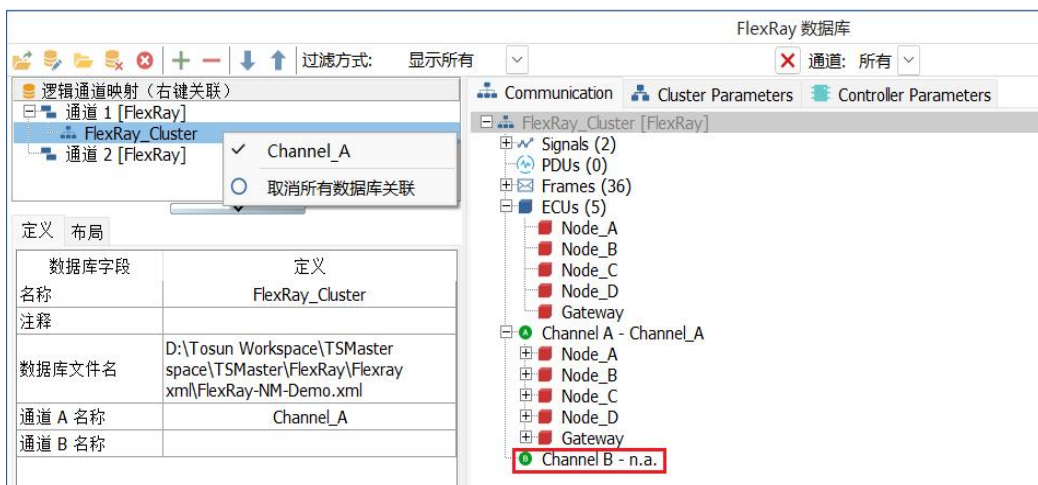 FlexRay 数据库
过滤方式: 显示所有
通道: 所有
逻辑通道映射（右键关联）
通道 1 [FlexRay]
FlexRay_Cluster
通道 2 [FlexRay]
Channel_A
取消所有数据库关联
定义 布局
数据库字段 定义
名称 FlexRay_Cluster
注释
数据库文件名 D:\Tosun Workspace\TSMaster
space\TSMaster\FlexRay\Flexray
xml\FlexRay-NM-Demo.xml
通道 A 名称 Channel_A
通道 B 名称
Communication Cluster Parameters Controller Parameters
FlexRay_Cluster [FlexRay]
Signals (2)
PDUs (0)
Frames (36)
ECUs (5)
Node_A
Node_B
Node_C
Node_D
Gateway
A Channel A - Channel_A
Node_A
Node_B
Node_C
Node_D
Gateway
B Channel B - n.a.